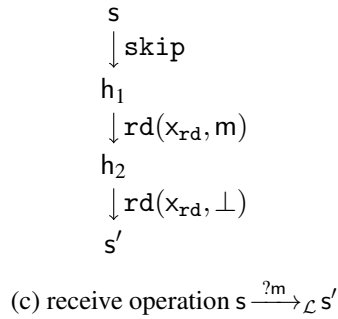 s
skip
h₁
rd(x_rd, m)
h₂
rd(x_rd, ⊥)
s′
(c) receive operation s —?m→_ℒ s′